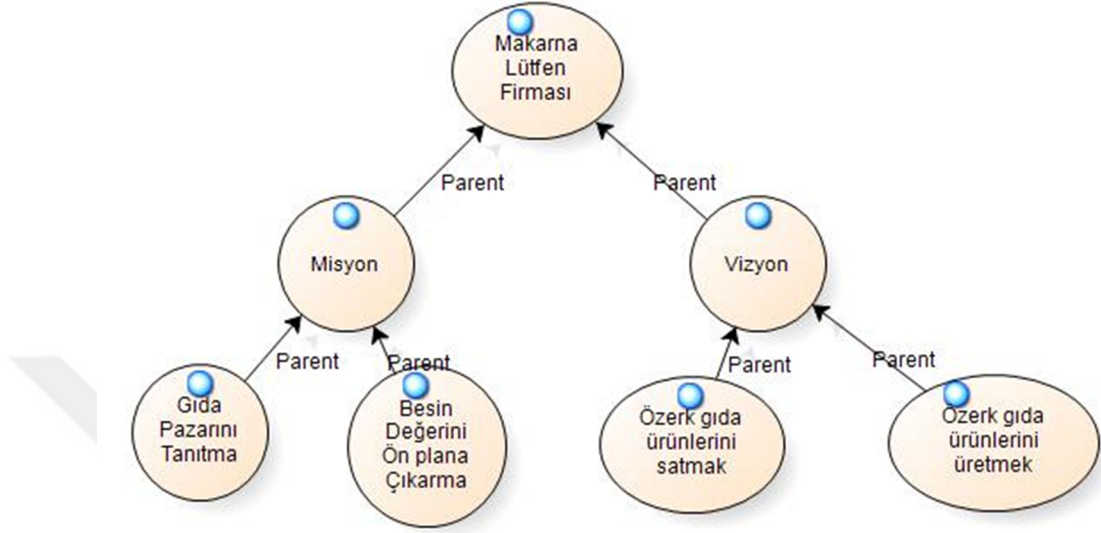 Makarna
Lütfen
Firması
Parent
Parent
Misyon
Vizyon
Parent
Parent
Parent
Parent
Gıda
Pazarını
Tanıtma
Besin
Değerini
Ön plana
Çıkarma
Özerk gıda
ürünlerini
satmak
Özerk gıda
ürünlerini
üretmek